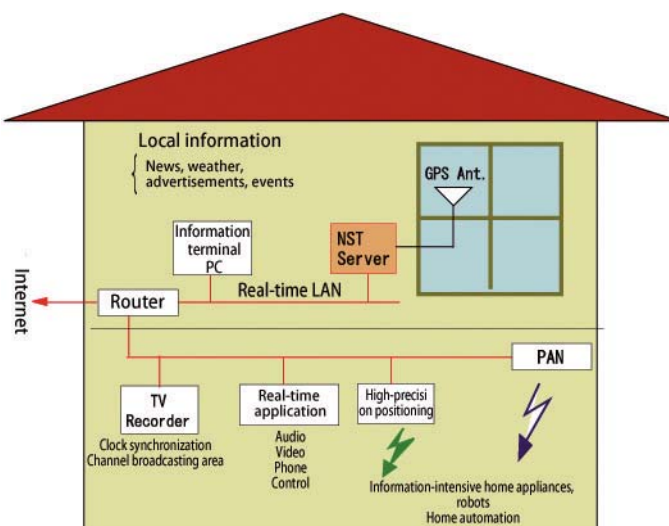 Local information
News, weather,
advertisements, events
GPS Ant.
Information
terminal
PC
NST
Server
Internet
Router
Real-time LAN
PAN
TV
Recorder
Clock synchronization
Channel broadcasting area
Real-time
application
Audio
Video
Phone
Control
High-precisi
on positioning
Information-intensive home appliances,
robots
Home automation